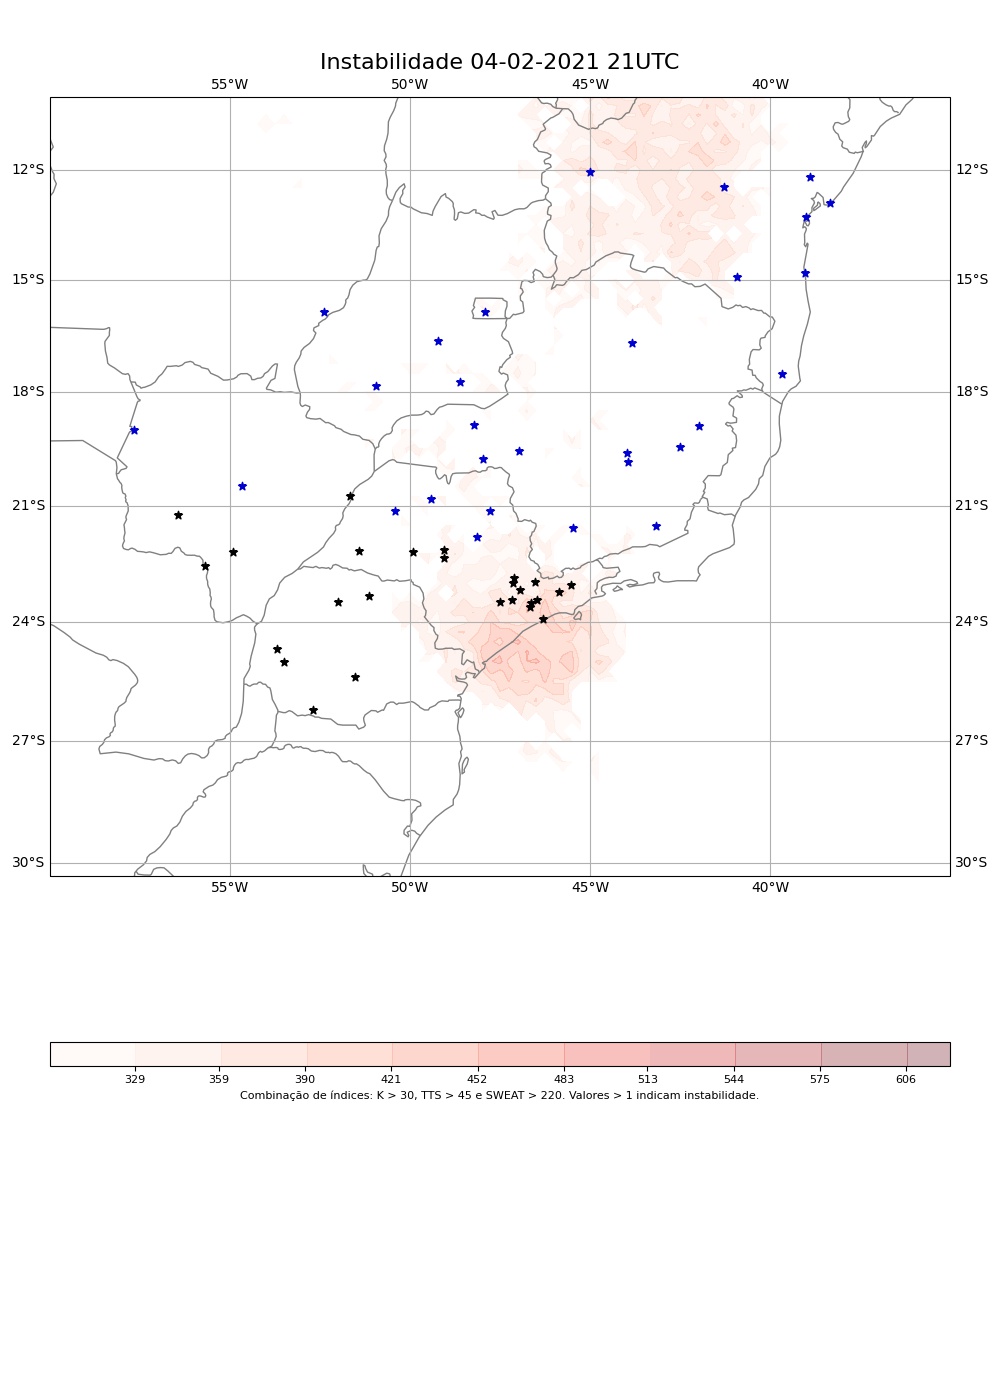 Instabilidade 04-02-2021 21UTC
55°W 50°W 45°W 40°W
12°S 12°S
15°S 15°S
18°S 18°S
21°S 21°S
24°S 24°S
27°S 27°S
30°S 30°S
55°W 50°W 45°W 40°W
329 359 390 421 452 483 513 544 575 606
Combinação de índices: K > 30, TTS > 45 e SWEAT > 220. Valores > 1 indicam instabilidade.